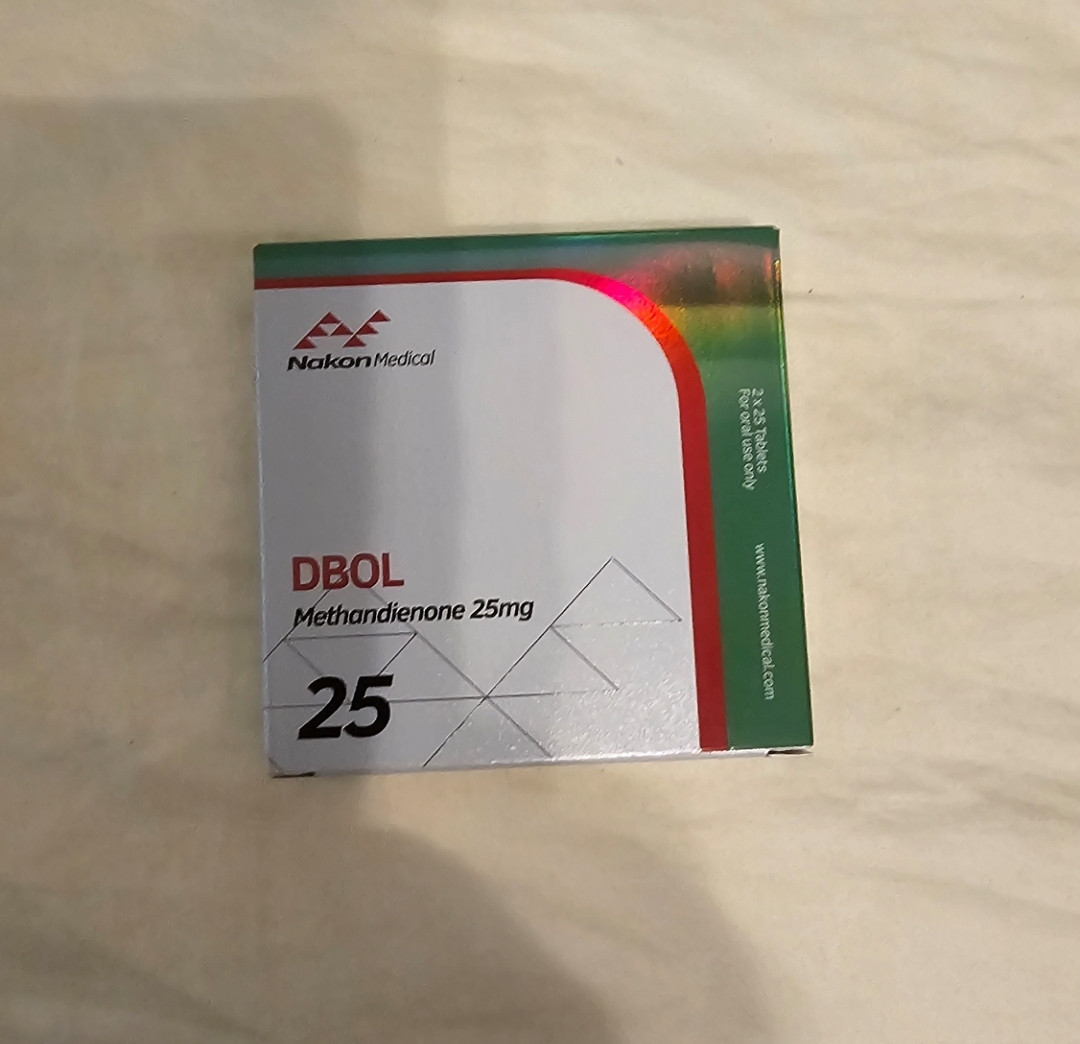 Nakon Medical
2 x 25 Tablets
For oral use only
www.nakonmedical.com
DBOL
Methandienone 25mg
25